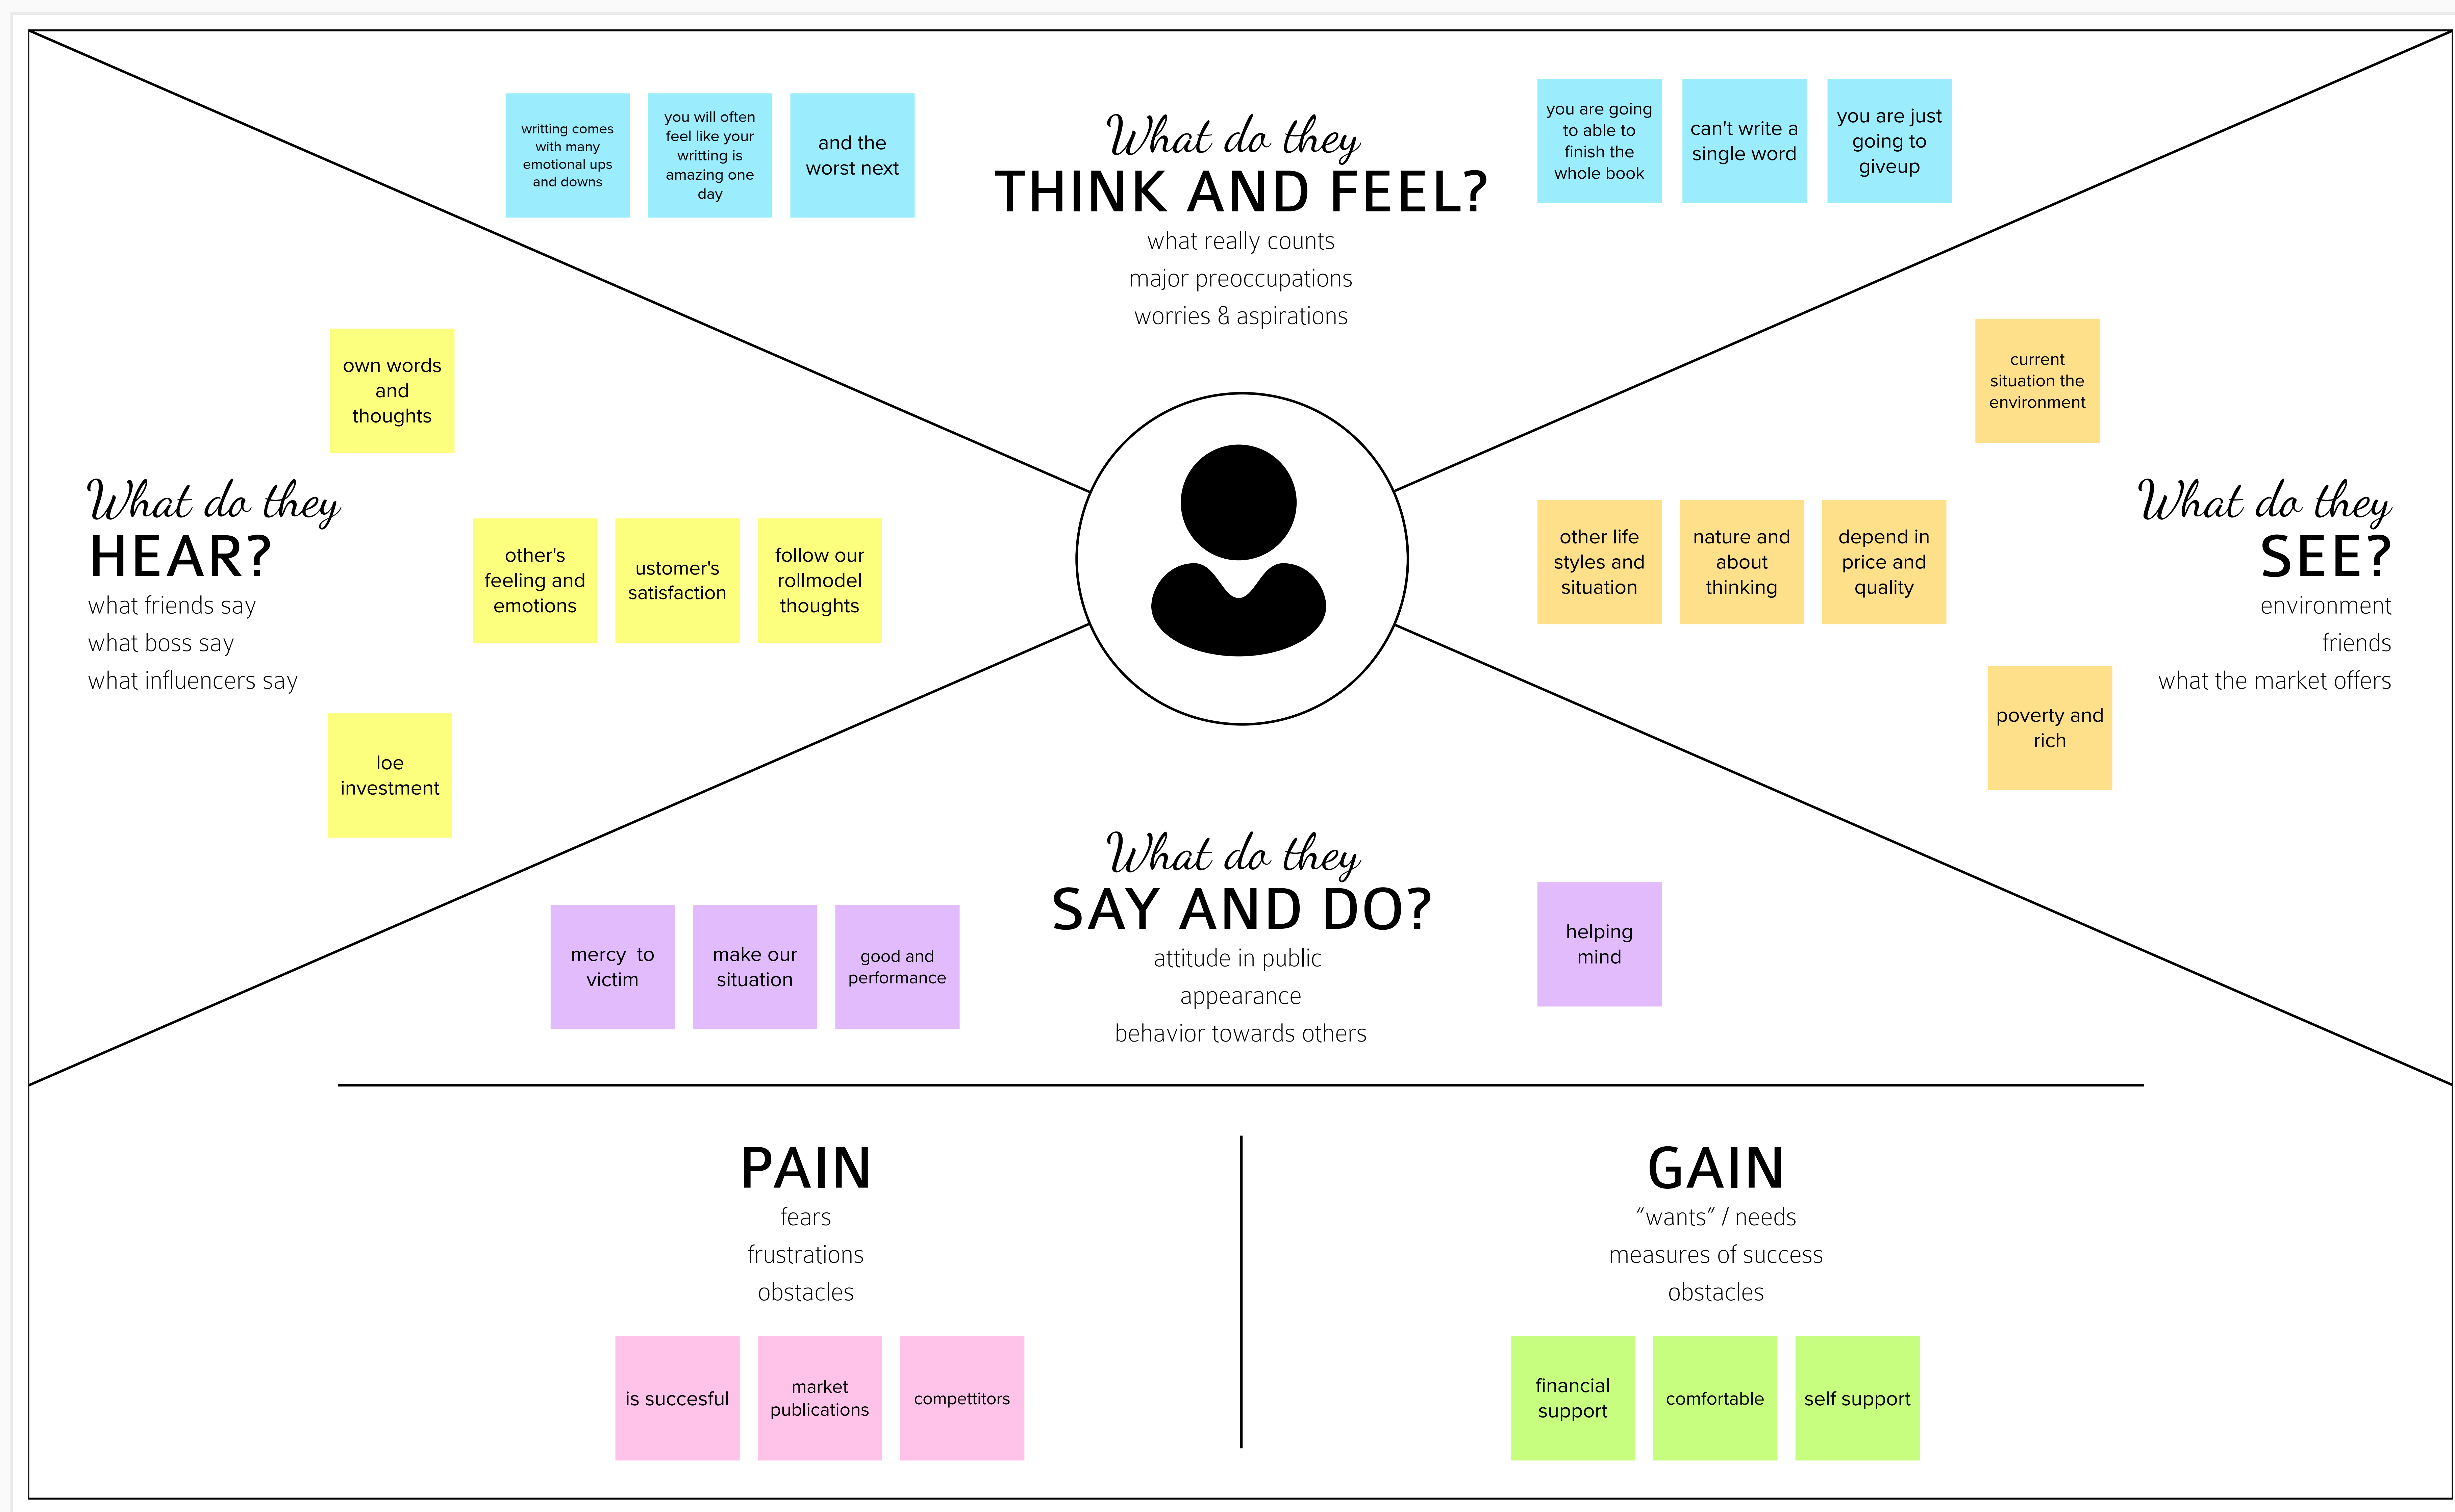 writting comes
with many
emotional ups
and downs
you will often
feel like your
writting is
amazing one
day
and the
worst next
What do they
THINK AND FEEL?
what really counts
major preoccupations
worries & aspirations
you are going
to able to
finish the
whole book
can't write a
single word
you are just
going to
giveup
own words
and
thoughts
What do they
HEAR?
what friends say
what boss say
what influencers say
other's
feeling and
emotions
ustomer's
satisfaction
follow our
rollmodel
thoughts
loe
investment
current
situation the
environment
other life
styles and
situation
nature and
about
thinking
depend in
price and
quality
What do they
SEE?
environment
friends
what the market offers
poverty and
rich
mercy  to
victim
make our
situation
good and
performance
What do they
SAY AND DO?
attitude in public
appearance
behavior towards others
helping
mind
PAIN
fears
frustrations
obstacles
is succesful
market
publications
compettitors
GAIN
“wants” / needs
measures of success
obstacles
financial
support
comfortable
self support